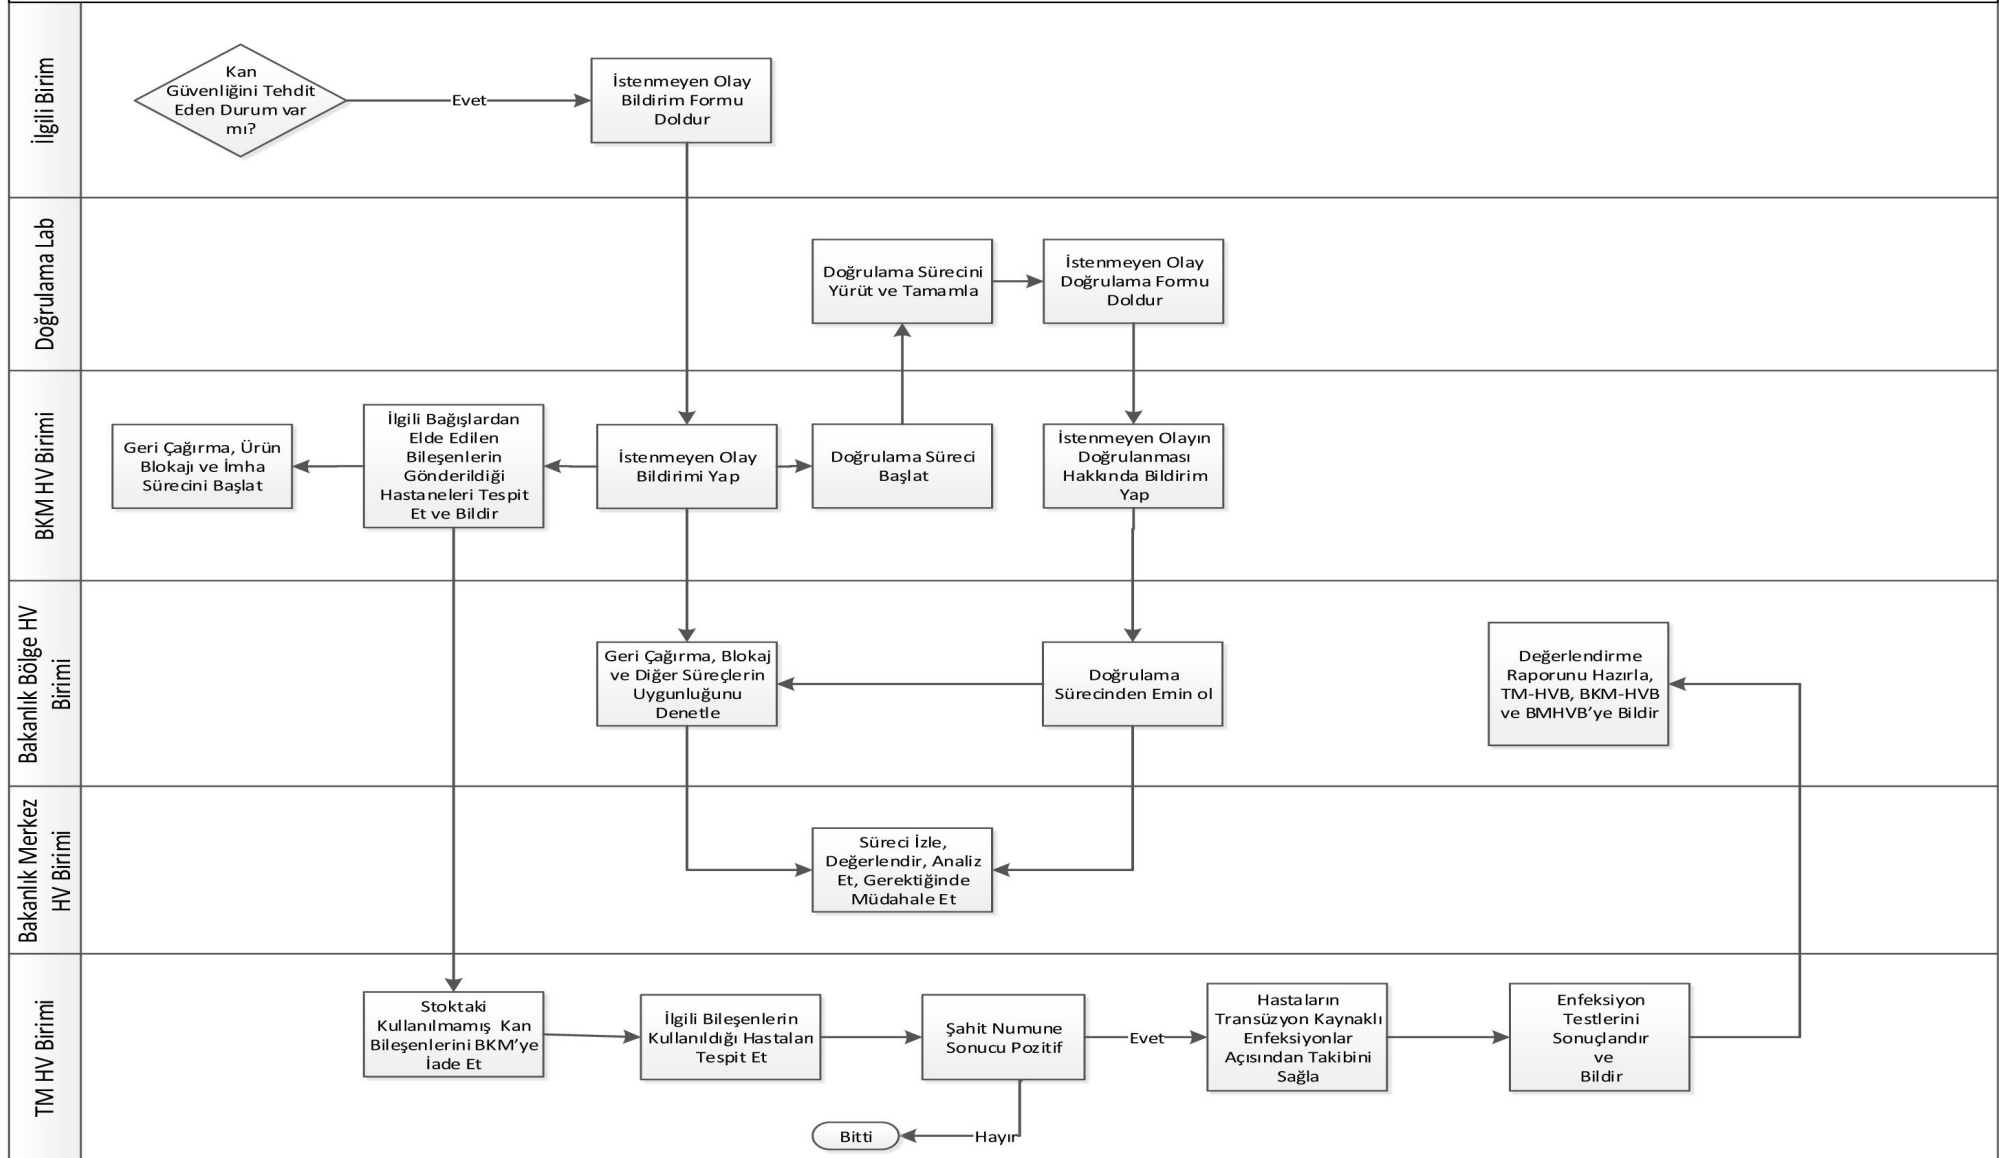 İlgili Birim
Kan
Güvenliğini Tehdit
Eden Durum var
mı?
Evet
İstenmeyen Olay
Bildirim Formu
Doldur
Doğrulama Lab
Doğrulama Sürecini
Yürüt ve Tamamla
İstenmeyen Olay
Doğrulama Formu
Doldur
BKM HV Birimi
Geri Çağırma, Ürün
Blokajı ve İmha
Sürecini Başlat
İlgili Bağışlardan
Elde Edilen
Bileşenlerin
Gönderildiği
Hastaneleri Tespit
Et ve Bildir
İstenmeyen Olay
Bildirimi Yap
Doğrulama Süreci
Başlat
İstenmeyen Olayın
Doğrulanması
Hakkında Bildirim
Yap
Bakanlık Bölge HV
Birimi
Geri Çağırma, Blokaj
ve Diğer Süreçlerin
Uygunluğunu
Denetle
Doğrulama
Sürecinden Emin ol
Değerlendirme
Raporunu Hazırla,
TM-HVB, BKM-HVB
ve BMHVB’ye Bildir
Bakanlık Merkez
HV Birimi
Süreci İzle,
Değerlendir, Analiz
Et, Gerektiğinde
Müdahale Et
TM HV Birimi
Stoktaki
Kullanılmamış Kan
Bileşenlerini BKM’ye
İade Et
İlgili Bileşenlerin
Kullanıldığı Hastaları
Tespit Et
Şahit Numune
Sonucu Pozitif
Evet
Hastaların
Transüzyon Kaynaklı
Enfeksiyonlar
Açısından Takibini
Sağla
Enfeksiyon
Testlerini
Sonuçlandır
ve
Bildir
Bitti
Hayır